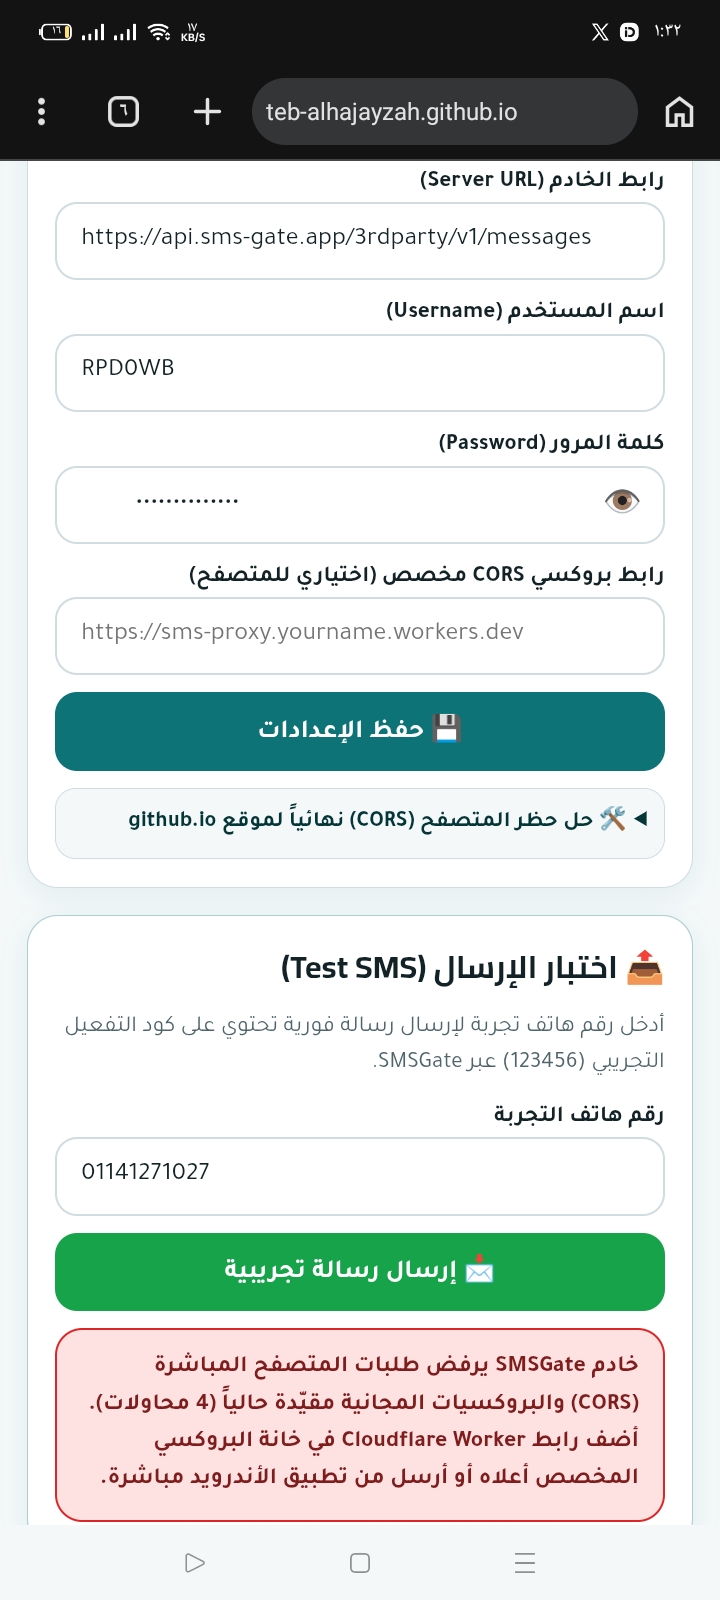 ١٦
١٧
KB/S
١:٣٢
٦
teb-alhajayzah.github.io
رابط الخادم (Server URL)
https://api.sms-gate.app/3rdparty/v1/messages
اسم المستخدم (Username)
RPD0WB
كلمة المرور (Password)
••••••••••••••
رابط بروكسي CORS مخصص (اختياري للمتصفح)
https://sms-proxy.yourname.workers.dev
💾 حفظ الإعدادات
◀ 🛠️ حل حظر المتصفح (CORS) نهائياً لموقع github.io
📤 اختبار الإرسال (Test SMS)
أدخل رقم هاتف تجربة لإرسال رسالة فورية تحتوي على كود التفعيل
التجريبي (123456) عبر SMSGate.
رقم هاتف التجربة
01141271027
📩 إرسال رسالة تجريبية
خادم SMSGate يرفض طلبات المتصفح المباشرة
(CORS) والبروكسيات المجانية مقيّدة حالياً (4 محاولات).
أضف رابط Cloudflare Worker في خانة البروكسي
المخصص أعلاه أو أرسل من تطبيق الأندرويد مباشرة.